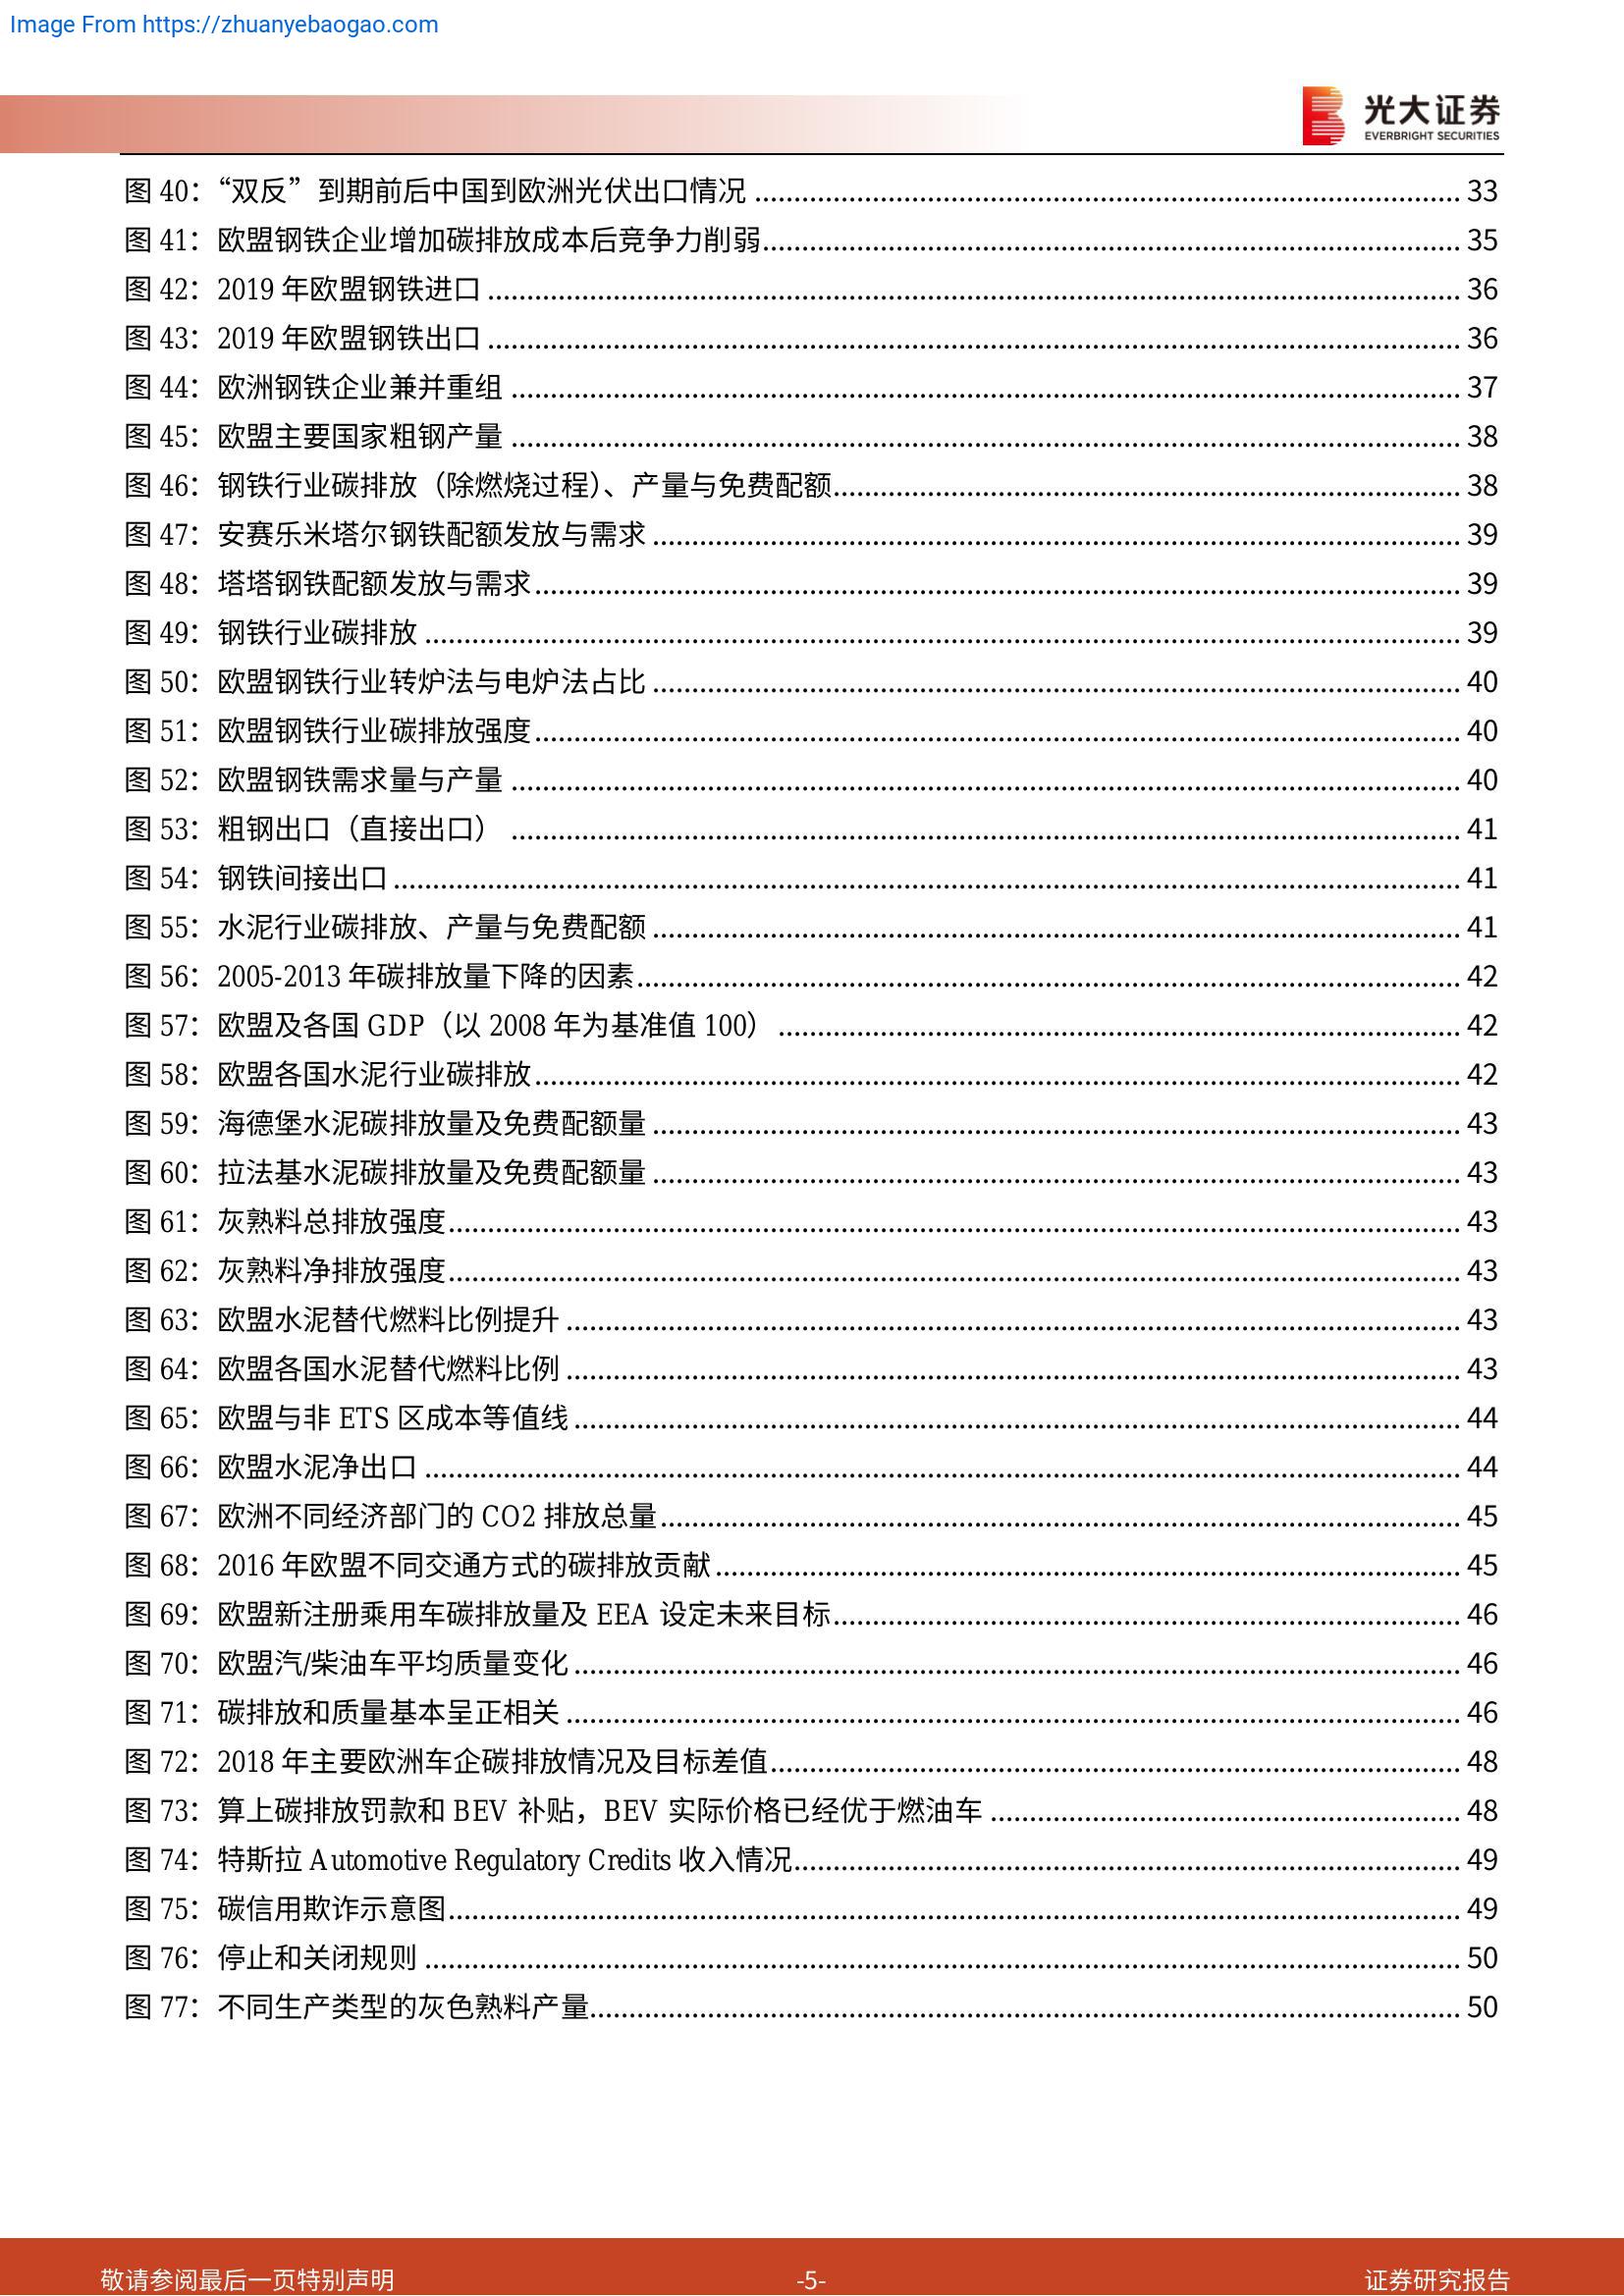 Image From https://zhuanyebaogao.com
光大证券
EVERBRIGHT SECURITIES
图 40：“双反”到期前后中国到欧洲光伏出口情况 ........ 33
图 41：欧盟钢铁企业增加碳排放成本后竞争力削弱 ........ 35
图 42：2019 年欧盟钢铁进口 ........ 36
图 43：2019 年欧盟钢铁出口 ........ 36
图 44：欧洲钢铁企业兼并重组 ........ 37
图 45：欧盟主要国家粗钢产量 ........ 38
图 46：钢铁行业碳排放（除燃烧过程）、产量与免费配额 ........ 38
图 47：安赛乐米塔尔钢铁配额发放与需求 ........ 39
图 48：塔塔钢铁配额发放与需求 ........ 39
图 49：钢铁行业碳排放 ........ 39
图 50：欧盟钢铁行业转炉法与电炉法占比 ........ 40
图 51：欧盟钢铁行业碳排放强度 ........ 40
图 52：欧盟钢铁需求量与产量 ........ 40
图 53：粗钢出口（直接出口） ........ 41
图 54：钢铁间接出口 ........ 41
图 55：水泥行业碳排放、产量与免费配额 ........ 41
图 56：2005-2013 年碳排放量下降的因素 ........ 42
图 57：欧盟及各国 GDP（以 2008 年为基准值 100） ........ 42
图 58：欧盟各国水泥行业碳排放 ........ 42
图 59：海德堡水泥碳排放量及免费配额量 ........ 43
图 60：拉法基水泥碳排放量及免费配额量 ........ 43
图 61：灰熟料总排放强度 ........ 43
图 62：灰熟料净排放强度 ........ 43
图 63：欧盟水泥替代燃料比例提升 ........ 43
图 64：欧盟各国水泥替代燃料比例 ........ 43
图 65：欧盟与非 ETS 区成本等值线 ........ 44
图 66：欧盟水泥净出口 ........ 44
图 67：欧洲不同经济部门的 CO2 排放总量 ........ 45
图 68：2016 年欧盟不同交通方式的碳排放贡献 ........ 45
图 69：欧盟新注册乘用车碳排放量及 EEA 设定未来目标 ........ 46
图 70：欧盟汽/柴油车平均质量变化 ........ 46
图 71：碳排放和质量基本呈正相关 ........ 46
图 72：2018 年主要欧洲车企碳排放情况及目标差值 ........ 48
图 73：算上碳排放罚款和 BEV 补贴，BEV 实际价格已经优于燃油车 ........ 48
图 74：特斯拉 Automotive Regulatory Credits 收入情况 ........ 49
图 75：碳信用欺诈示意图 ........ 49
图 76：停止和关闭规则 ........ 50
图 77：不同生产类型的灰色熟料产量 ........ 50
敬请参阅最后一页特别声明 -5- 证券研究报告